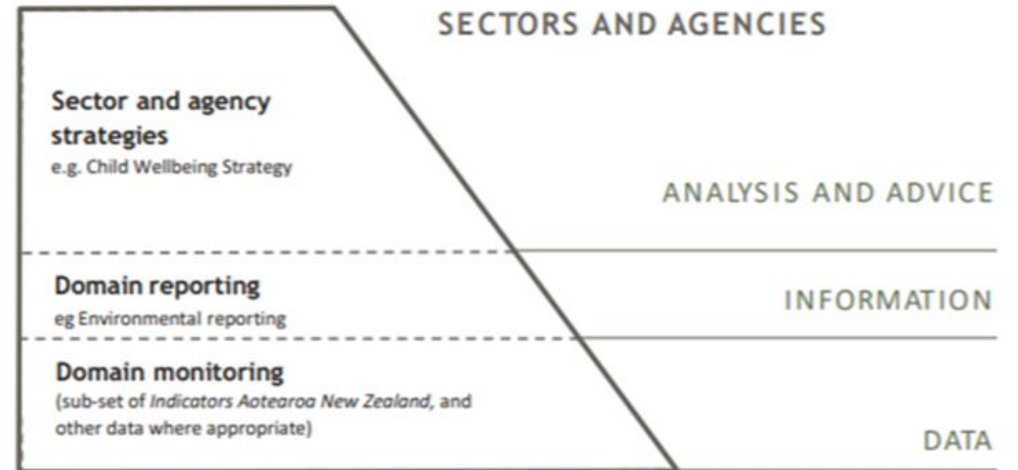 SECTORS AND AGENCIES
Sector and agency
strategies
e.g. Child Wellbeing Strategy
ANALYSIS AND ADVICE
Domain reporting
eg Environmental reporting
INFORMATION
Domain monitoring
(sub-set of Indicators Aotearoa New Zealand, and
other data where appropriate)
DATA